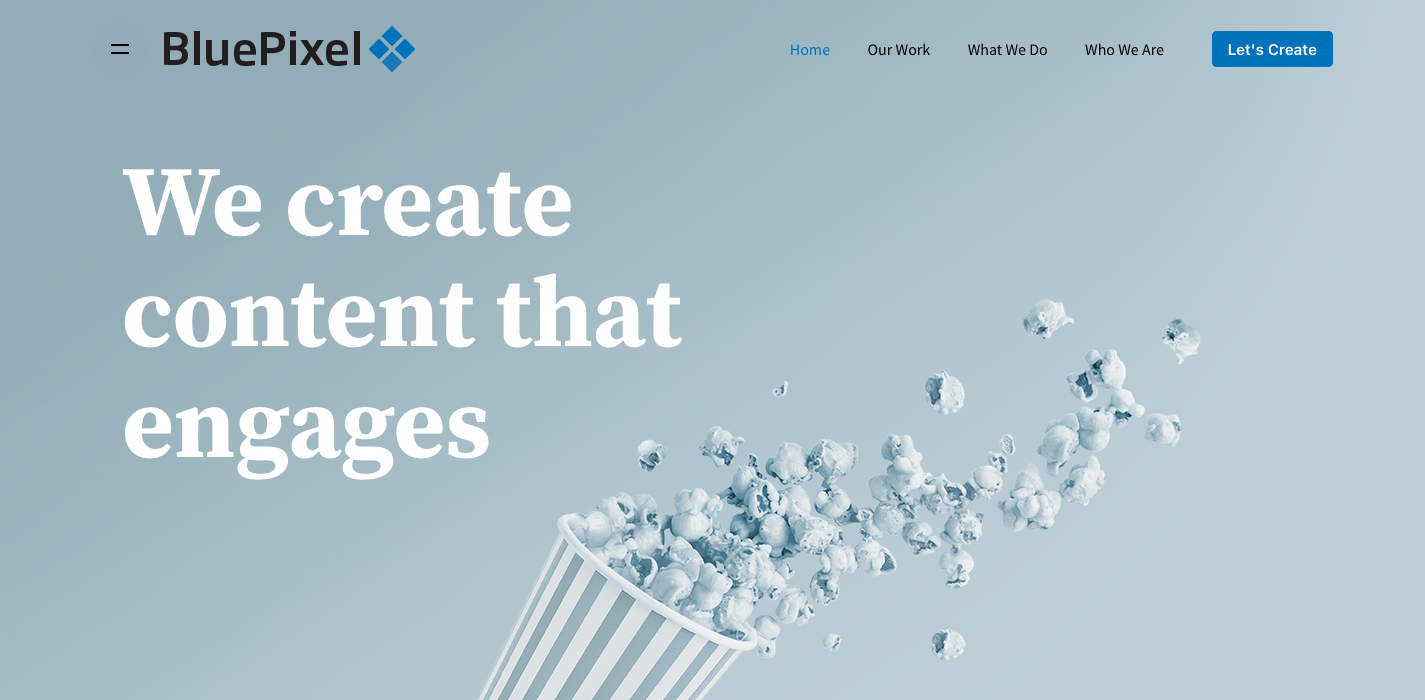 BluePixel
Home
Our Work
What We Do
Who We Are
Let's Create
We create
content that
engages